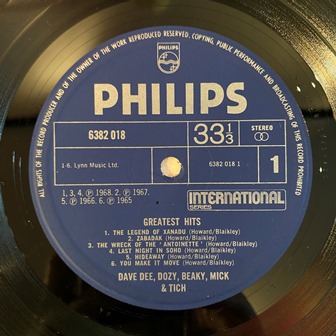 ALL RIGHTS OF THE RECORD PRODUCER AND OF THE OWNER OF THE WORK REPRODUCED RESERVED. COPYING, PUBLIC PERFORMANCE AND BROADCASTING OF THIS RECORD PROHIBITED
PHILIPS
PHILIPS
6382 018
33 1/3
STEREO
1-6. Lynn Music Ltd.
6382 018 1
1
1, 3, 4. ℗ 1968. 2. ℗ 1967.
5. ℗ 1966. 6. ℗ 1965
INTERNATIONAL
SERIES
GREATEST HITS
1. THE LEGEND OF XANADU (Howard/Blaikley)
2. ZABADAK (Howard/Blaikley)
3. THE WRECK OF THE 'ANTOINETTE' (Howard/Blaikley)
4. LAST NIGHT IN SOHO (Howard/Blaikley)
5. HIDEAWAY (Howard/Blaikley)
6. YOU MAKE IT MOVE (Howard/Blaikley)
DAVE DEE, DOZY, BEAKY, MICK
& TICH